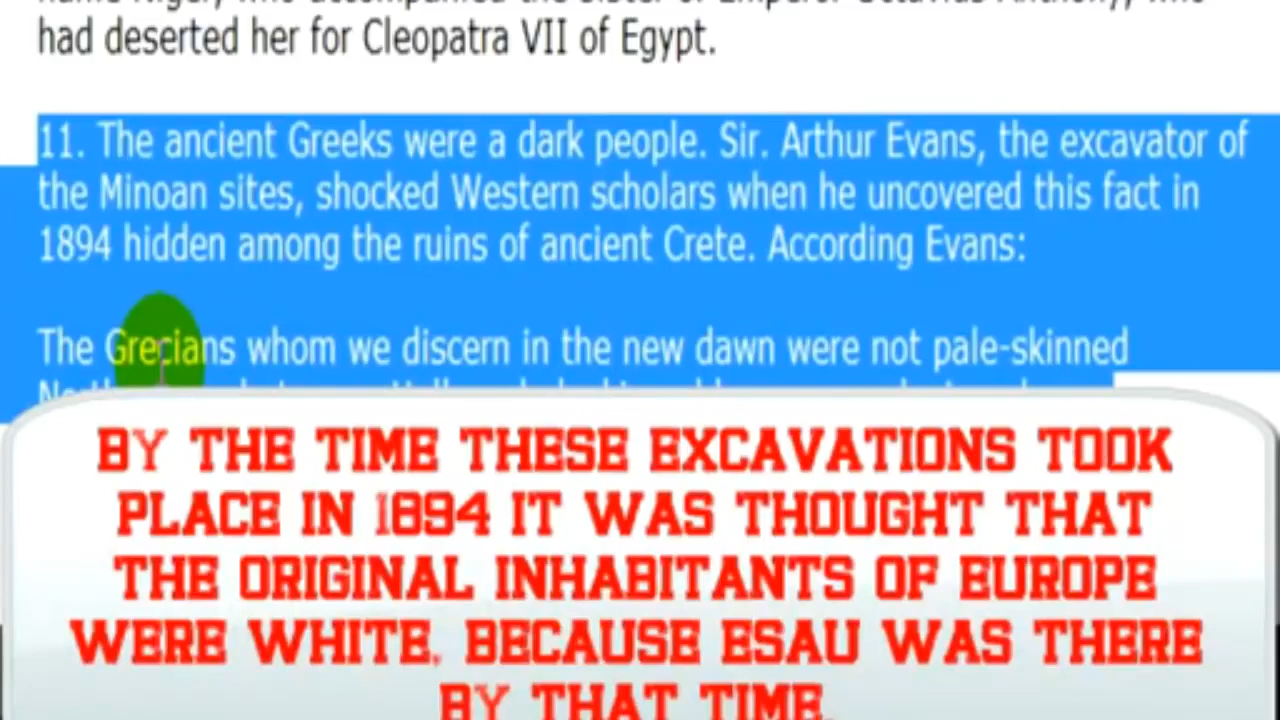 had deserted her for Cleopatra VII of Egypt.
11. The ancient Greeks were a dark people. Sir. Arthur Evans, the excavator of
the Minoan sites, shocked Western scholars when he uncovered this fact in
1894 hidden among the ruins of ancient Crete. According Evans:
The Grecians whom we discern in the new dawn were not pale-skinned
BY THE TIME THESE EXCAVATIONS TOOK
PLACE IN 1894 IT WAS THOUGHT THAT
THE ORIGINAL INHABITANTS OF EUROPE
WERE WHITE, BECAUSE ESAU WAS THERE
BY THAT TIME.